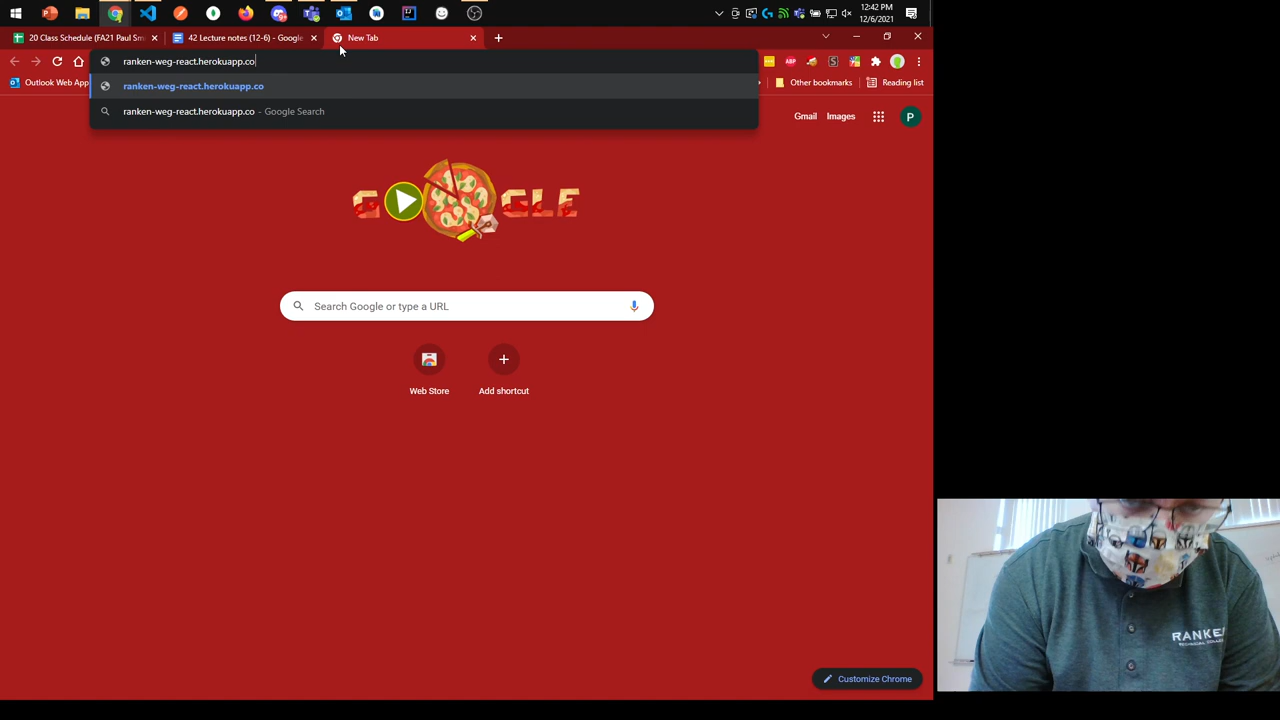 12:42 PM
12/6/2021
20 Class Schedule (FA21 Paul Sm
42 Lecture notes (12-6) - Google
New Tab
ranken-weg-react.herokuapp.co
Outlook Web App
ranken-weg-react.herokuapp.co
Other bookmarks
Reading list
ranken-weg-react.herokuapp.co - Google Search
Gmail
Images
P
GOOGLE
Search Google or type a URL
Web Store
Add shortcut
RANKE
Customize Chrome